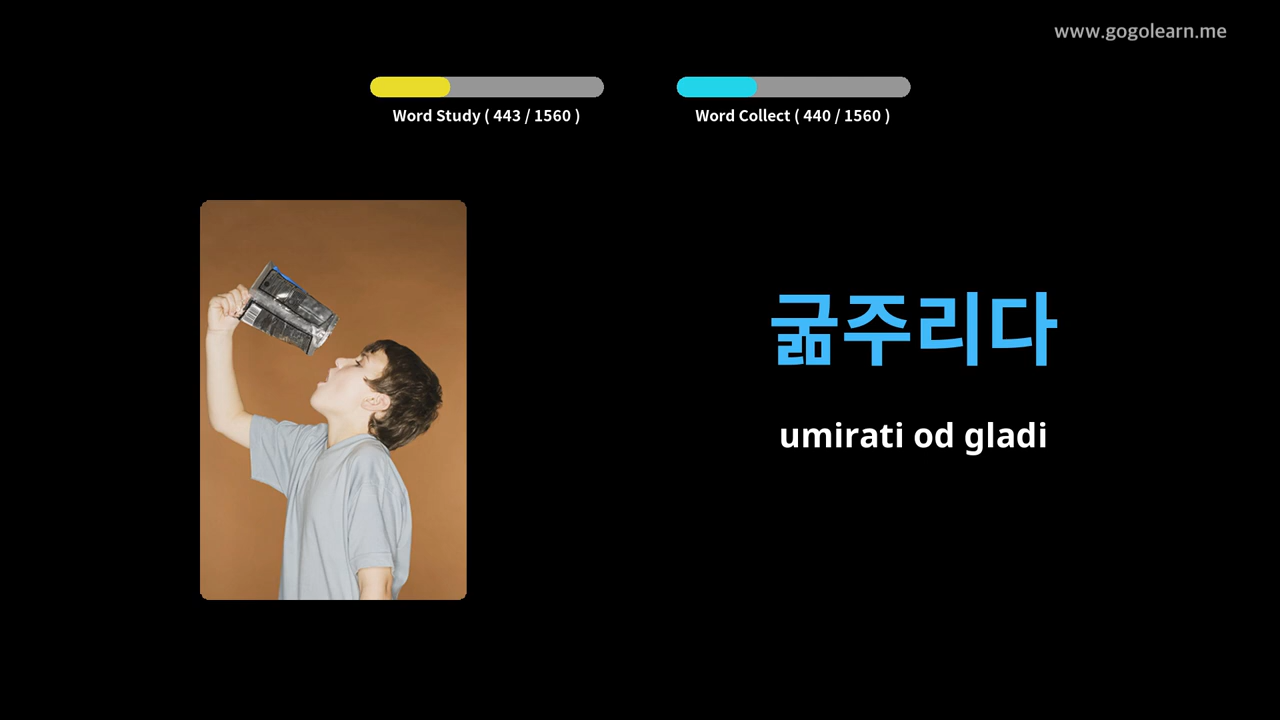 www.gogolearn.me
Word Study ( 443 / 1560 )
Word Collect ( 440 / 1560 )
굶주리다
umirati od gladi